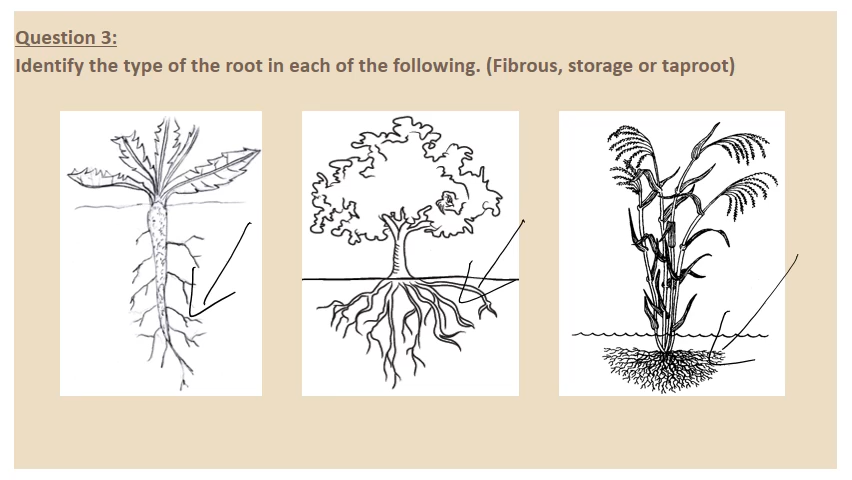 Question 3:
Identify the type of the root in each of the following. (Fibrous, storage or taproot)